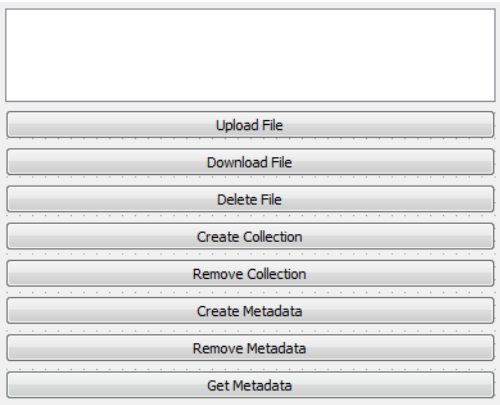 Upload File
Download File
Delete File
Create Collection
Remove Collection
Create Metadata
Remove Metadata
Get Metadata